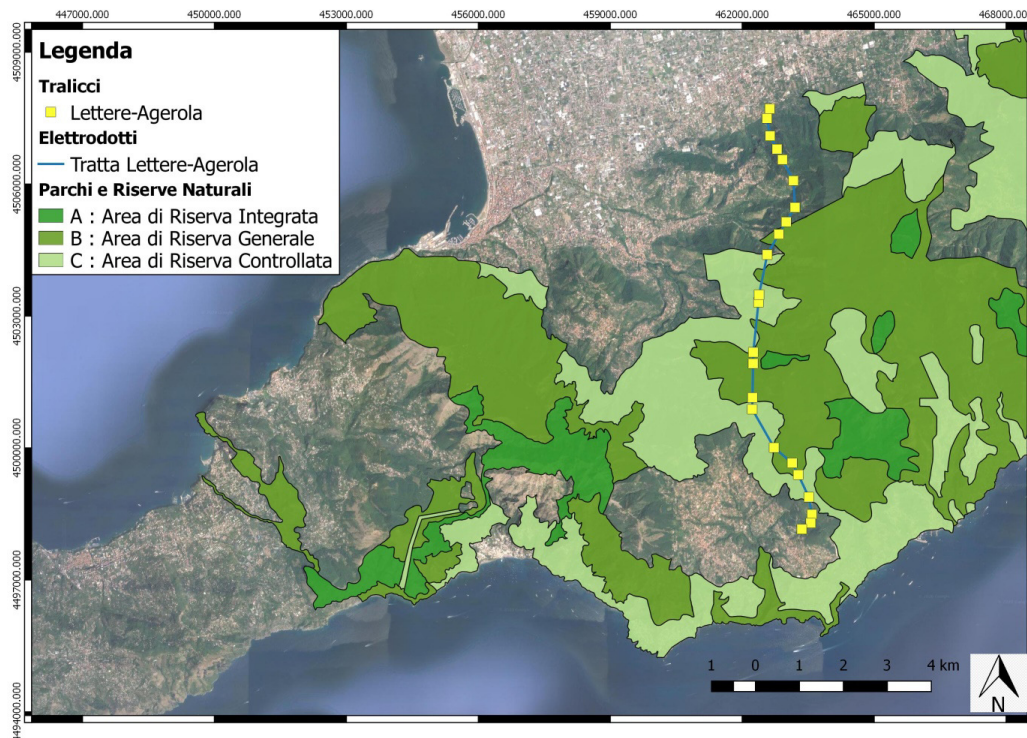 447000.000 450000.000 453000.000 456000.000 459000.000 462000.000 465000.000 468000.000
4509000.000
4506000.000
4503000.000
4500000.000
4497000.000
4494000.000
Legenda
Tralicci
Lettere-Agerola
Elettrodotti
Tratta Lettere-Agerola
Parchi e Riserve Naturali
A : Area di Riserva Integrata
B : Area di Riserva Generale
C : Area di Riserva Controllata
1 0 1 2 3 4 km
N